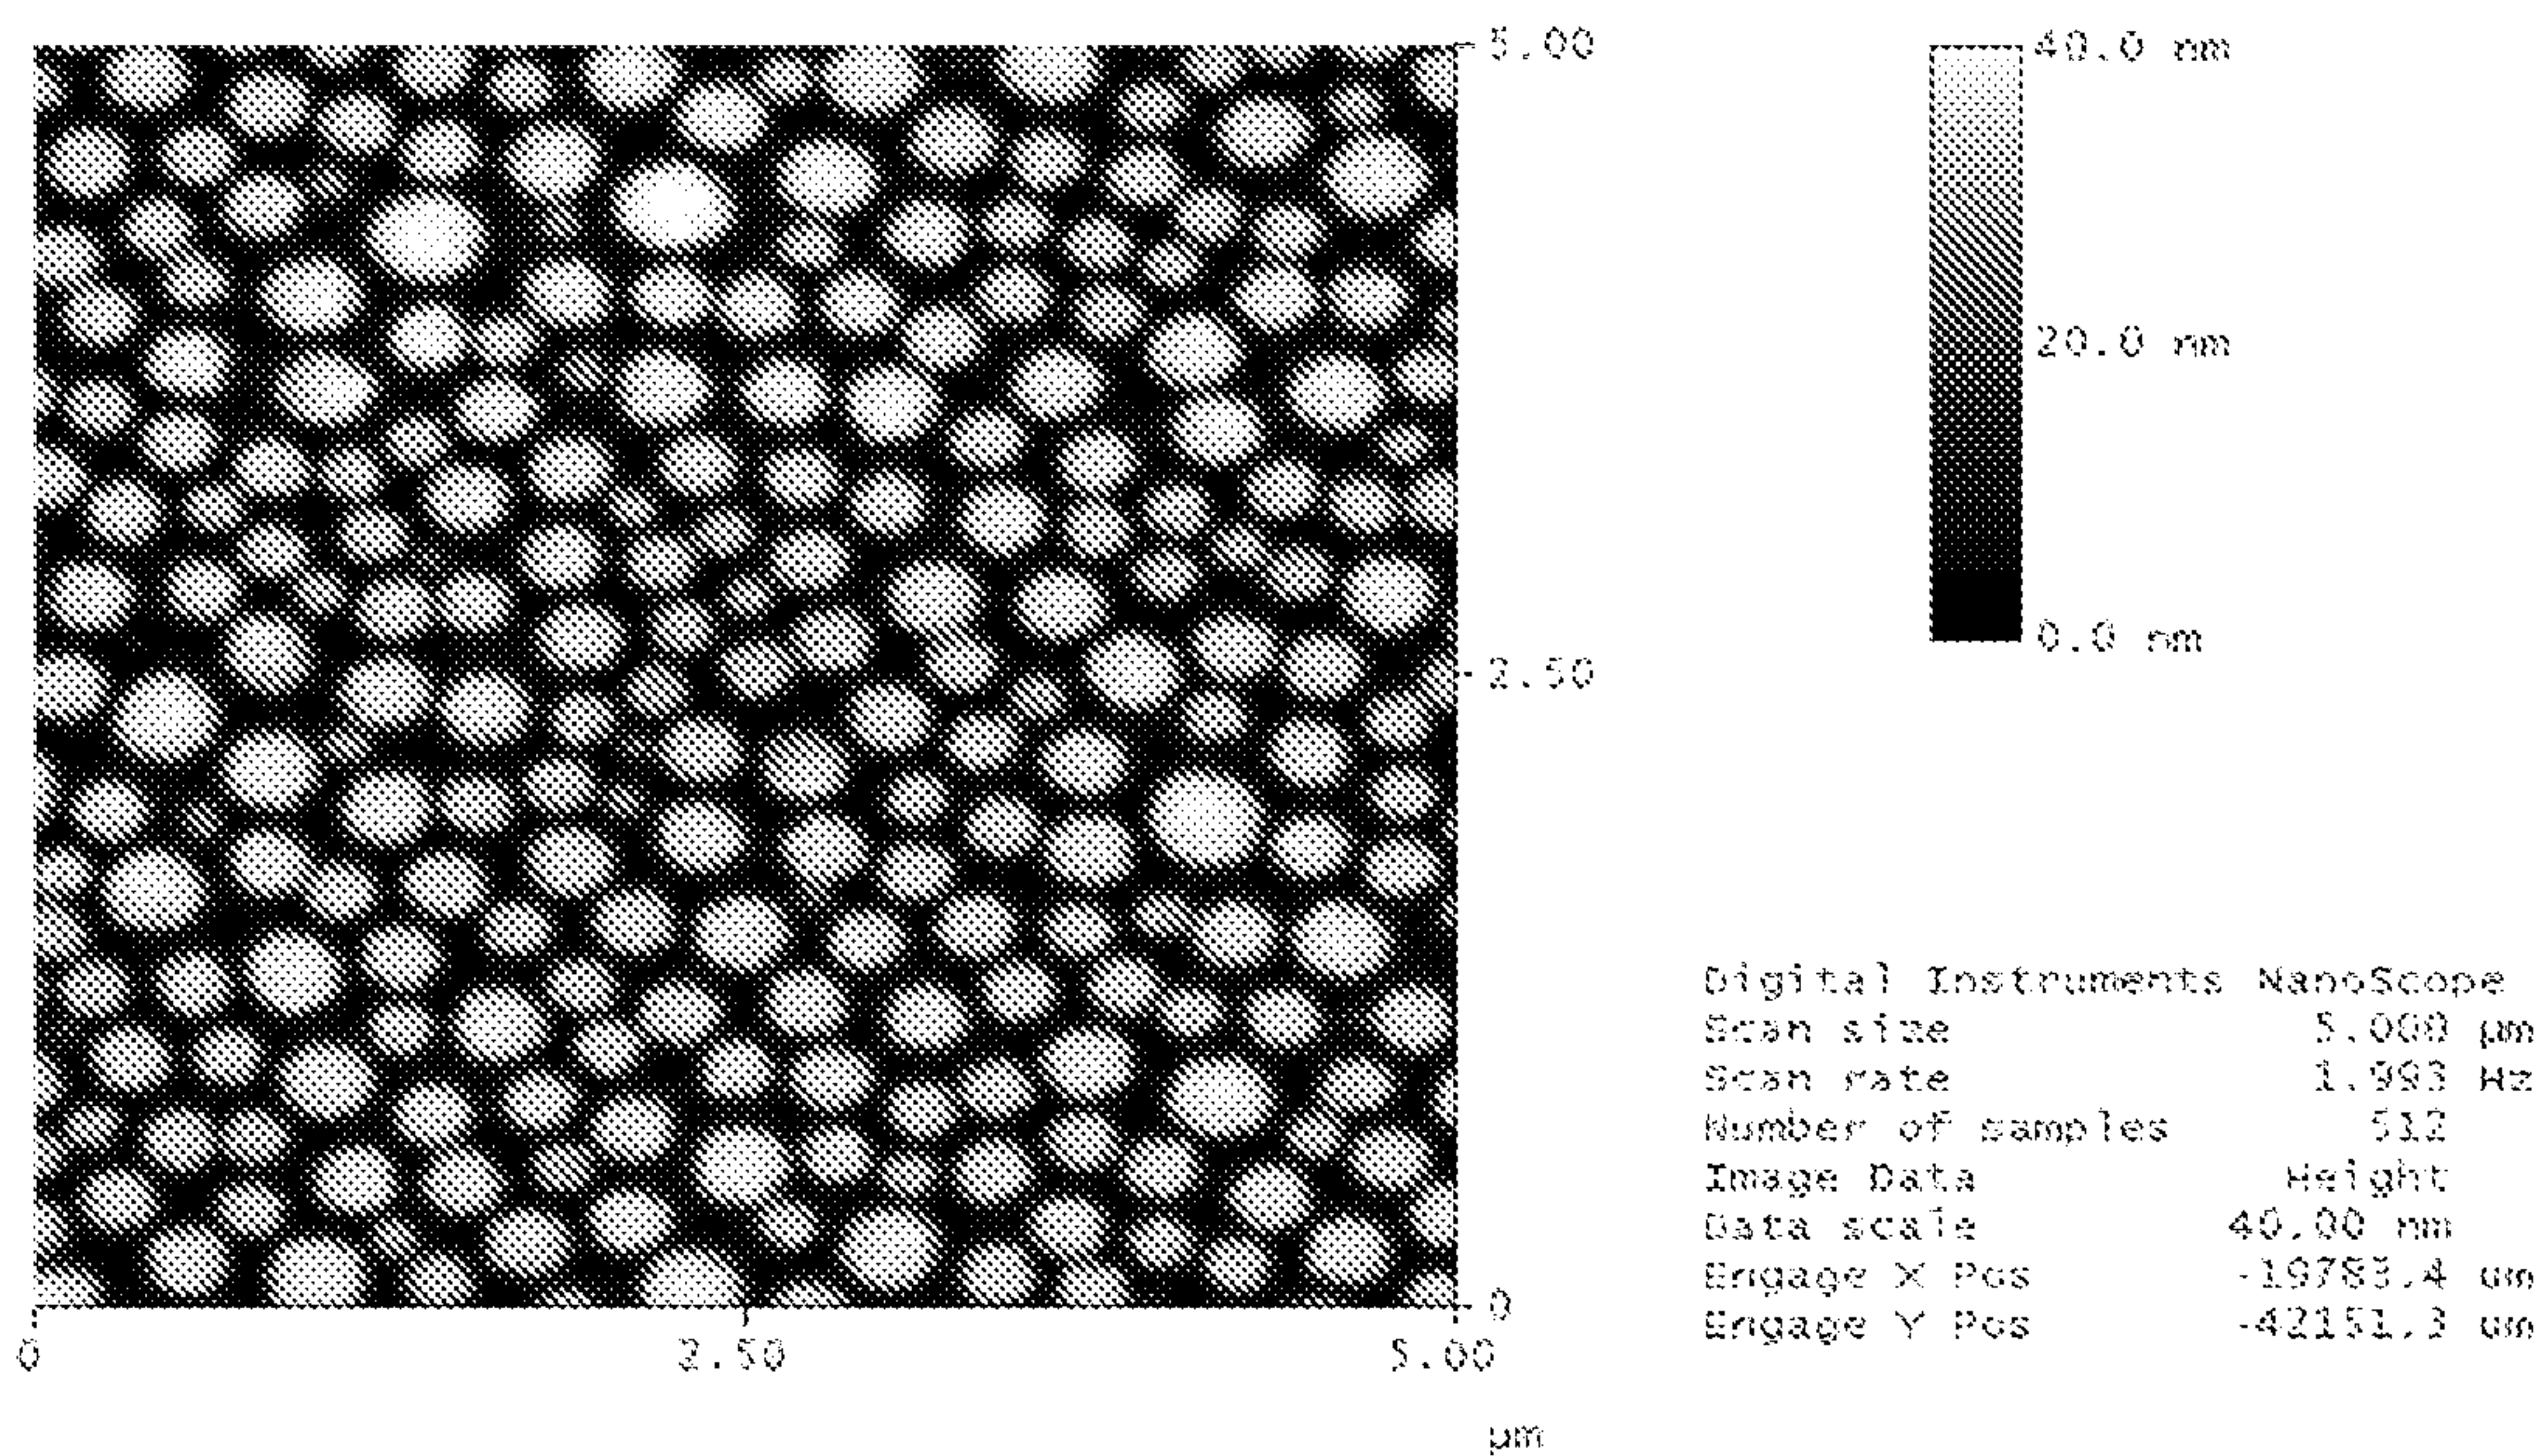 5.00
2.50
0
0
2.50
5.00
µm
40.0 nm
20.0 nm
0.0 nm
Digital Instruments NanoScope
Scan size 5.000 µm
Scan rate 1.993 Hz
Number of samples 512
Image Data Height
Data scale 40.00 nm
Engage X Pos -19783.4 um
Engage Y Pos -42151.3 um